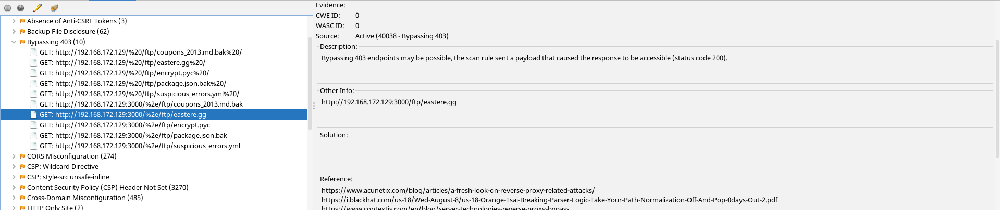 Absence of Anti-CSRF Tokens (3)
Backup File Disclosure (62)
Bypassing 403 (10)
GET: http://192.168.172.129/%20/ftp/coupons_2013.md.bak%20/
GET: http://192.168.172.129/%20/ftp/eastere.gg%20/
GET: http://192.168.172.129/%20/ftp/encrypt.pyc%20/
GET: http://192.168.172.129/%20/ftp/package.json.bak%20/
GET: http://192.168.172.129/%20/ftp/suspicious_errors.yml%20/
GET: http://192.168.172.129:3000/%2e/ftp/coupons_2013.md.bak
GET: http://192.168.172.129:3000/%2e/ftp/eastere.gg
GET: http://192.168.172.129:3000/%2e/ftp/encrypt.pyc
GET: http://192.168.172.129:3000/%2e/ftp/package.json.bak
GET: http://192.168.172.129:3000/%2e/ftp/suspicious_errors.yml
CORS Misconfiguration (274)
CSP: Wildcard Directive
CSP: style-src unsafe-inline
Content Security Policy (CSP) Header Not Set (3270)
Cross-Domain Misconfiguration (485)
HTTP Only Site (2)
Evidence:
CWE ID: 0
WASC ID: 0
Source: Active (40038 - Bypassing 403)
Description:
Bypassing 403 endpoints may be possible, the scan rule sent a payload that caused the response to be accessible (status code 200).
Other Info:
http://192.168.172.129:3000/ftp/eastere.gg
Solution:
Reference:
https://www.acunetix.com/blog/articles/a-fresh-look-on-reverse-proxy-related-attacks/
https://i.blackhat.com/us-18/Wed-August-8/us-18-Orange-Tsai-Breaking-Parser-Logic-Take-Your-Path-Normalization-Off-And-Pop-0days-Out-2.pdf
https://www.contextis.com/en/blog/server-technologies-reverse-proxy-bypass